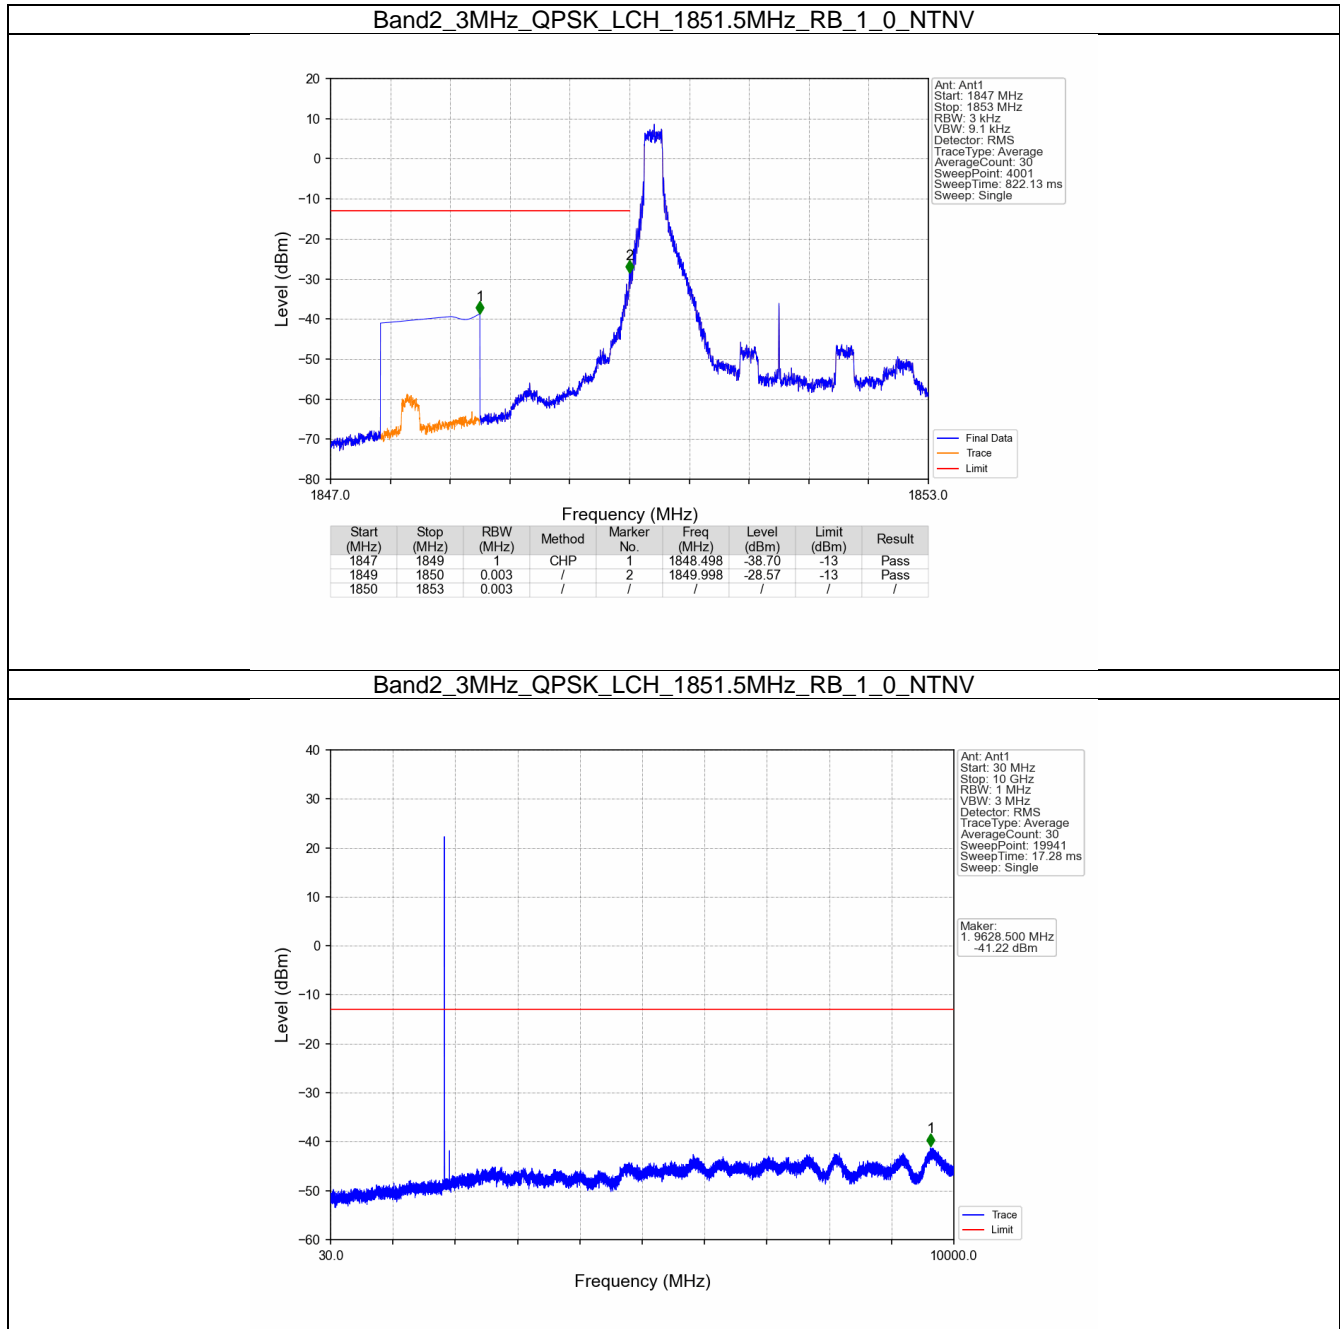 Band2_3MHz_QPSK_LCH_1851.5MHz_RB_1_0_NTNV
20
10
0
−10
−20
−30
−40
−50
−60
−70
−80
Level (dBm)
1
2
1847.0
1853.0
Frequency (MHz)
Ant: Ant1
Start: 1847 MHz
Stop: 1853 MHz
RBW: 3 kHz
VBW: 9.1 kHz
Detector: RMS
TraceType: Average
AverageCount: 30
SweepPoint: 4001
SweepTime: 822.13 ms
Sweep: Single
Final Data
Trace
Limit
Start (MHz) Stop (MHz) RBW (MHz) Method Marker No. Freq (MHz) Level (dBm) Limit (dBm) Result
1847 1849 1 CHP 1 1848.498 -38.70 -13 Pass
1849 1850 0.003 / 2 1849.998 -28.57 -13 Pass
1850 1853 0.003 / / / / / /
Band2_3MHz_QPSK_LCH_1851.5MHz_RB_1_0_NTNV
40
30
20
10
0
−10
−20
−30
−40
−50
−60
Level (dBm)
1
30.0
10000.0
Frequency (MHz)
Ant: Ant1
Start: 30 MHz
Stop: 10 GHz
RBW: 1 MHz
VBW: 3 MHz
Detector: RMS
TraceType: Average
AverageCount: 30
SweepPoint: 19941
SweepTime: 17.28 ms
Sweep: Single
Maker:
1. 9628.500 MHz
-41.22 dBm
Trace
Limit